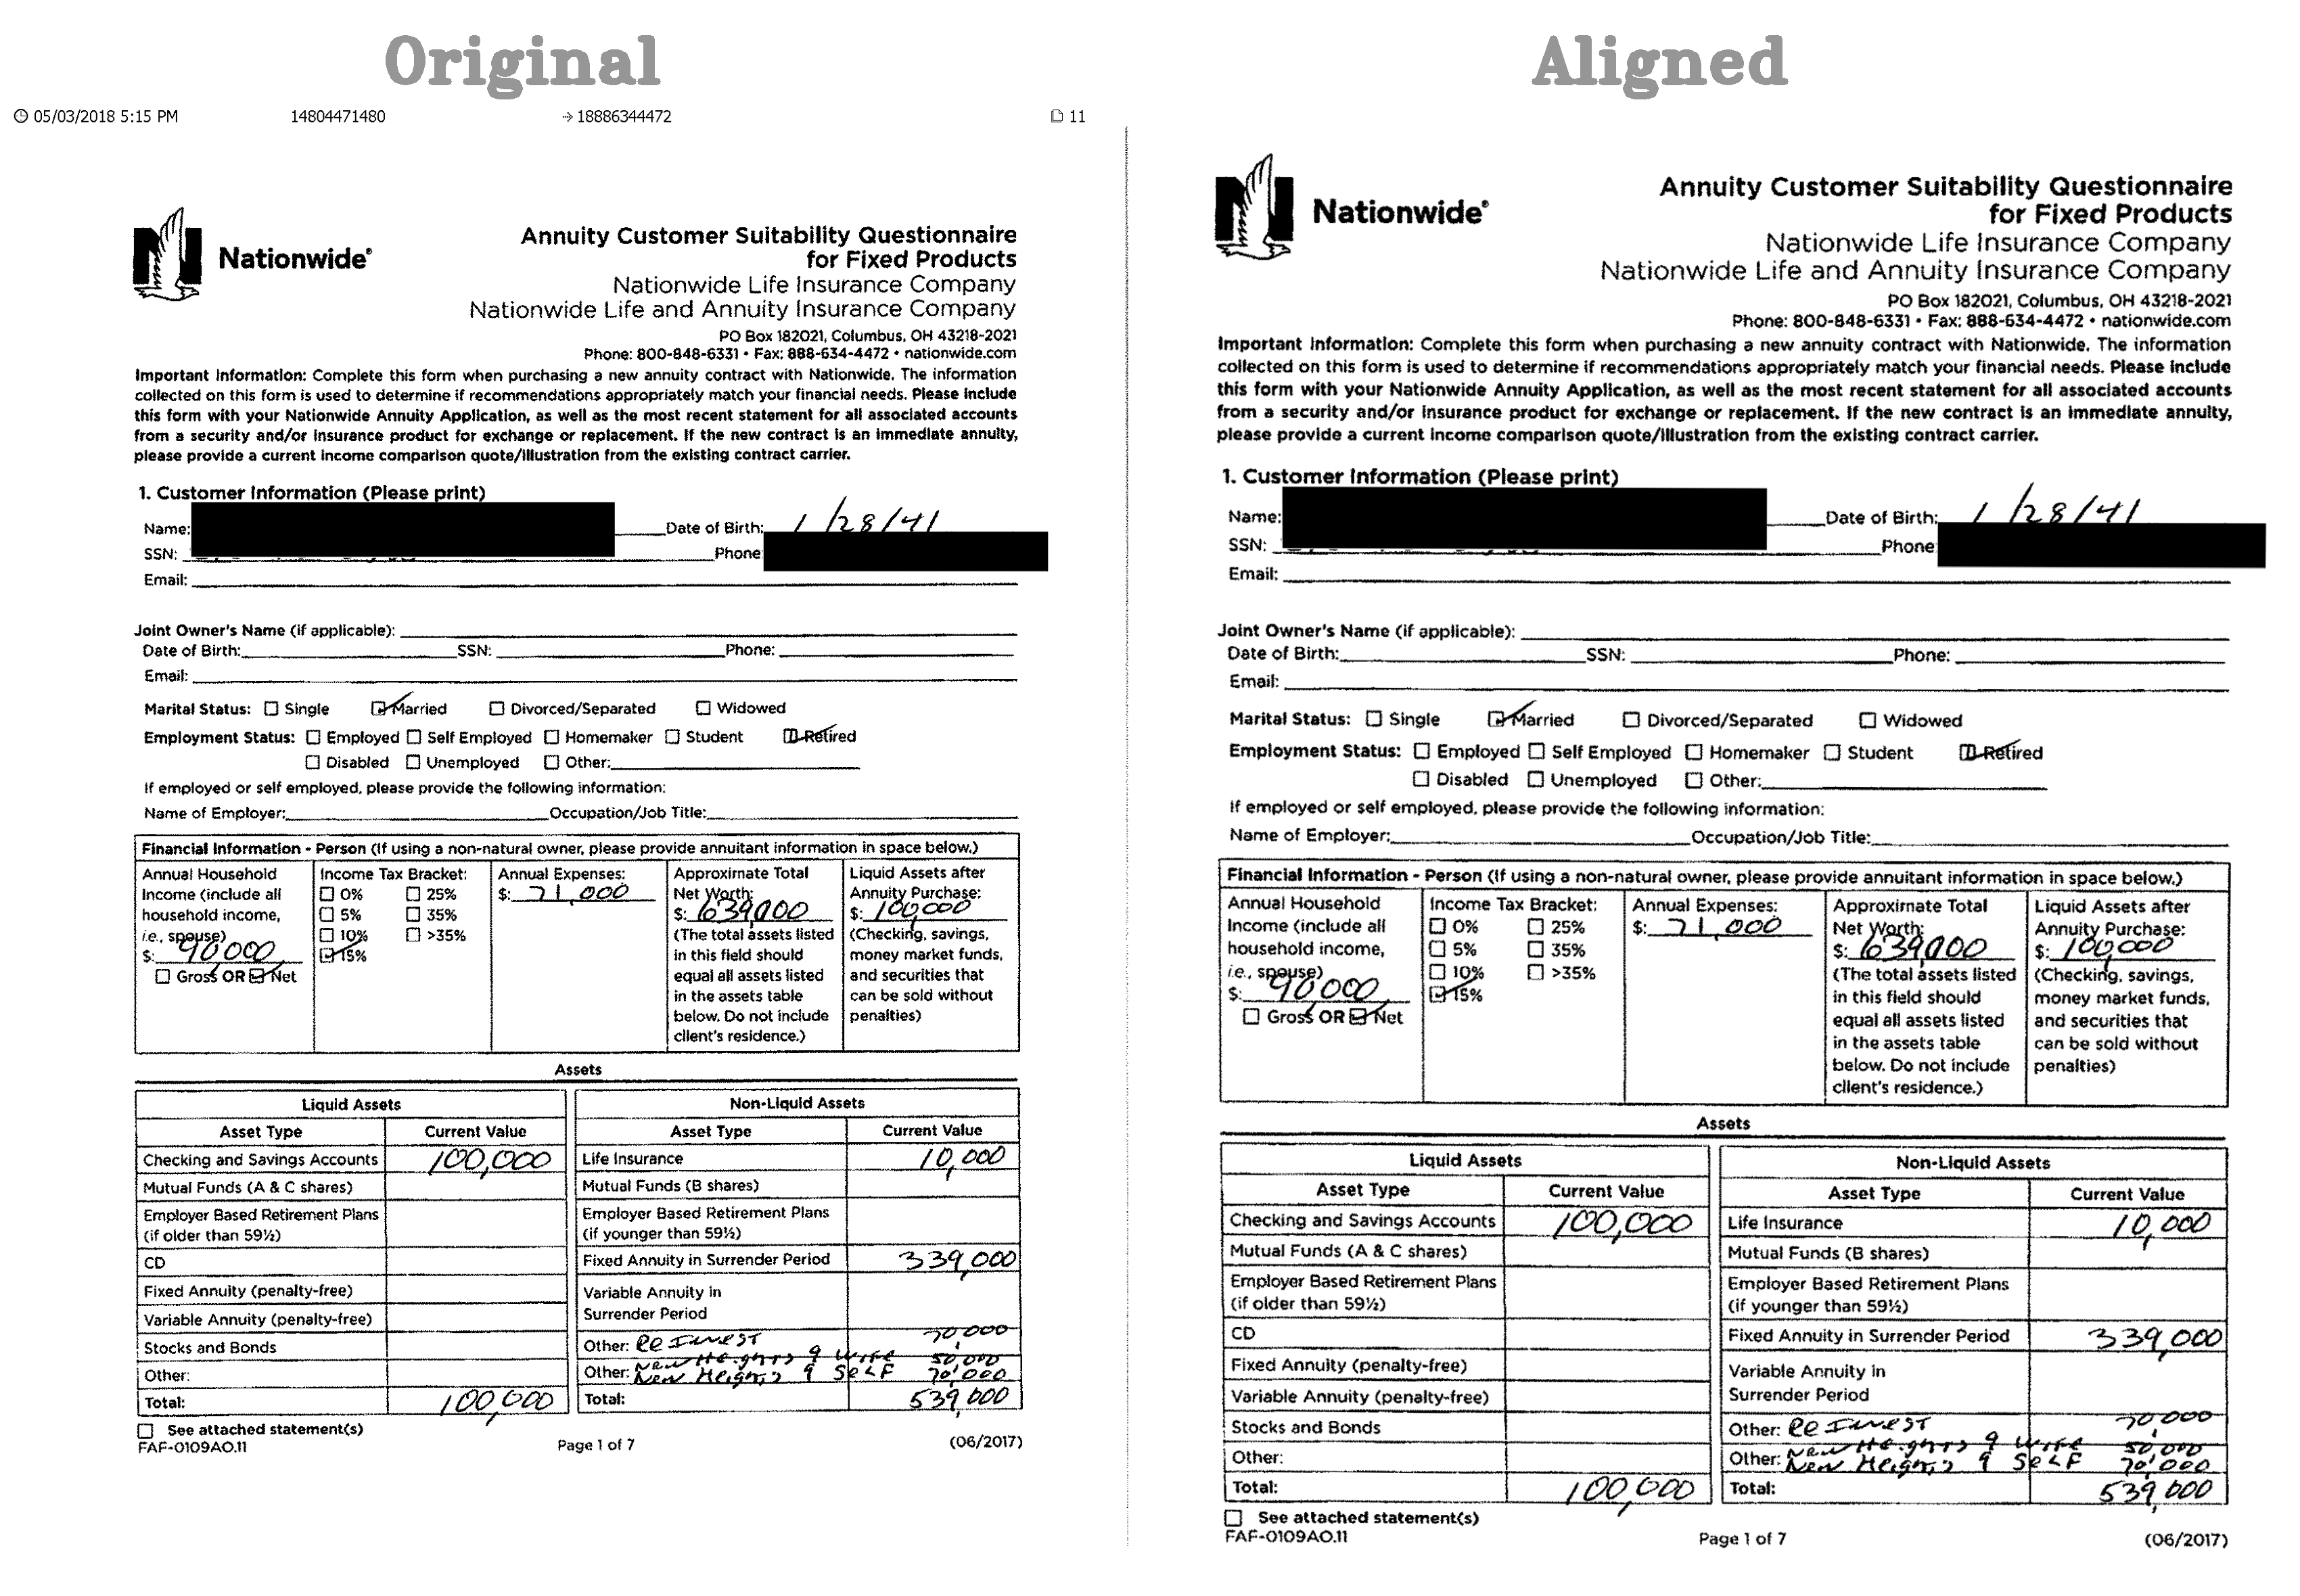 Original
05/03/2018 5:15 PM 14804471480 → 18886344472 11
Nationwide®
Annuity Customer Suitability Questionnaire
for Fixed Products
Nationwide Life Insurance Company
Nationwide Life and Annuity Insurance Company
PO Box 182021, Columbus, OH 43218-2021
Phone: 800-848-6331 • Fax: 888-634-4472 • nationwide.com
Important Information: Complete this form when purchasing a new annuity contract with Nationwide. The information
collected on this form is used to determine if recommendations appropriately match your financial needs. Please include
this form with your Nationwide Annuity Application, as well as the most recent statement for all associated accounts
from a security and/or insurance product for exchange or replacement. If the new contract is an immediate annuity,
please provide a current income comparison quote/illustration from the existing contract carrier.
1. Customer Information (Please print)
Name: Date of Birth: 1/28/41
SSN: Phone
Email:
Joint Owner's Name (if applicable):
Date of Birth: SSN: Phone:
Email:
Marital Status: Single Married Divorced/Separated Widowed
Employment Status: Employed Self Employed Homemaker Student Retired
Disabled Unemployed Other:
If employed or self employed, please provide the following information:
Name of Employer: Occupation/Job Title:
Financial Information - Person (If using a non-natural owner, please provide annuitant information in space below.)
Annual Household
Income (include all
household income,
i.e., spouse)
$: 90000
Gross OR Net
Income Tax Bracket:
0% 25%
5% 35%
10% >35%
15%
Annual Expenses:
$: 71,000
Approximate Total
Net Worth:
$: 639,000
(The total assets listed
in this field should
equal all assets listed
in the assets table
below. Do not include
client's residence.)
Liquid Assets after
Annuity Purchase:
$: 100,000
(Checking, savings,
money market funds,
and securities that
can be sold without
penalties)
Assets
Liquid Assets
Asset Type Current Value
Checking and Savings Accounts 100,000
Mutual Funds (A & C shares)
Employer Based Retirement Plans
(if older than 59½)
CD
Fixed Annuity (penalty-free)
Variable Annuity (penalty-free)
Stocks and Bonds
Other:
Total: 100,000
Non-Liquid Assets
Asset Type Current Value
Life Insurance 10,000
Mutual Funds (B shares)
Employer Based Retirement Plans
(if younger than 59½)
Fixed Annuity in Surrender Period 339,000
Variable Annuity in
Surrender Period
Other: Re Invest 70,000
New Heights 9 Wife 50,000
Other: New Heights 9 SELF 70,000
Total: 539,000
See attached statement(s)
FAF-0109AO.11 Page 1 of 7 (06/2017)
Aligned
Nationwide®
Annuity Customer Suitability Questionnaire
for Fixed Products
Nationwide Life Insurance Company
Nationwide Life and Annuity Insurance Company
PO Box 182021, Columbus, OH 43218-2021
Phone: 800-848-6331 • Fax: 888-634-4472 • nationwide.com
Important Information: Complete this form when purchasing a new annuity contract with Nationwide. The information
collected on this form is used to determine if recommendations appropriately match your financial needs. Please include
this form with your Nationwide Annuity Application, as well as the most recent statement for all associated accounts
from a security and/or insurance product for exchange or replacement. If the new contract is an immediate annuity,
please provide a current income comparison quote/illustration from the existing contract carrier.
1. Customer Information (Please print)
Name: Date of Birth: 1/28/41
SSN: Phone
Email:
Joint Owner's Name (if applicable):
Date of Birth: SSN: Phone:
Email:
Marital Status: Single Married Divorced/Separated Widowed
Employment Status: Employed Self Employed Homemaker Student Retired
Disabled Unemployed Other:
If employed or self employed, please provide the following information:
Name of Employer: Occupation/Job Title:
Financial Information - Person (If using a non-natural owner, please provide annuitant information in space below.)
Annual Household
Income (include all
household income,
i.e., spouse)
$: 90000
Gross OR Net
Income Tax Bracket:
0% 25%
5% 35%
10% >35%
15%
Annual Expenses:
$: 71,000
Approximate Total
Net Worth:
$: 639,000
(The total assets listed
in this field should
equal all assets listed
in the assets table
below. Do not include
client's residence.)
Liquid Assets after
Annuity Purchase:
$: 100,000
(Checking, savings,
money market funds,
and securities that
can be sold without
penalties)
Assets
Liquid Assets
Asset Type Current Value
Checking and Savings Accounts 100,000
Mutual Funds (A & C shares)
Employer Based Retirement Plans
(if older than 59½)
CD
Fixed Annuity (penalty-free)
Variable Annuity (penalty-free)
Stocks and Bonds
Other:
Total: 100,000
Non-Liquid Assets
Asset Type Current Value
Life Insurance 10,000
Mutual Funds (B shares)
Employer Based Retirement Plans
(if younger than 59½)
Fixed Annuity in Surrender Period 339,000
Variable Annuity in
Surrender Period
Other: Re Invest 70,000
New Heights 9 Wife 50,000
Other: New Heights 9 SELF 70,000
Total: 539,000
See attached statement(s)
FAF-0109AO.11 Page 1 of 7 (06/2017)